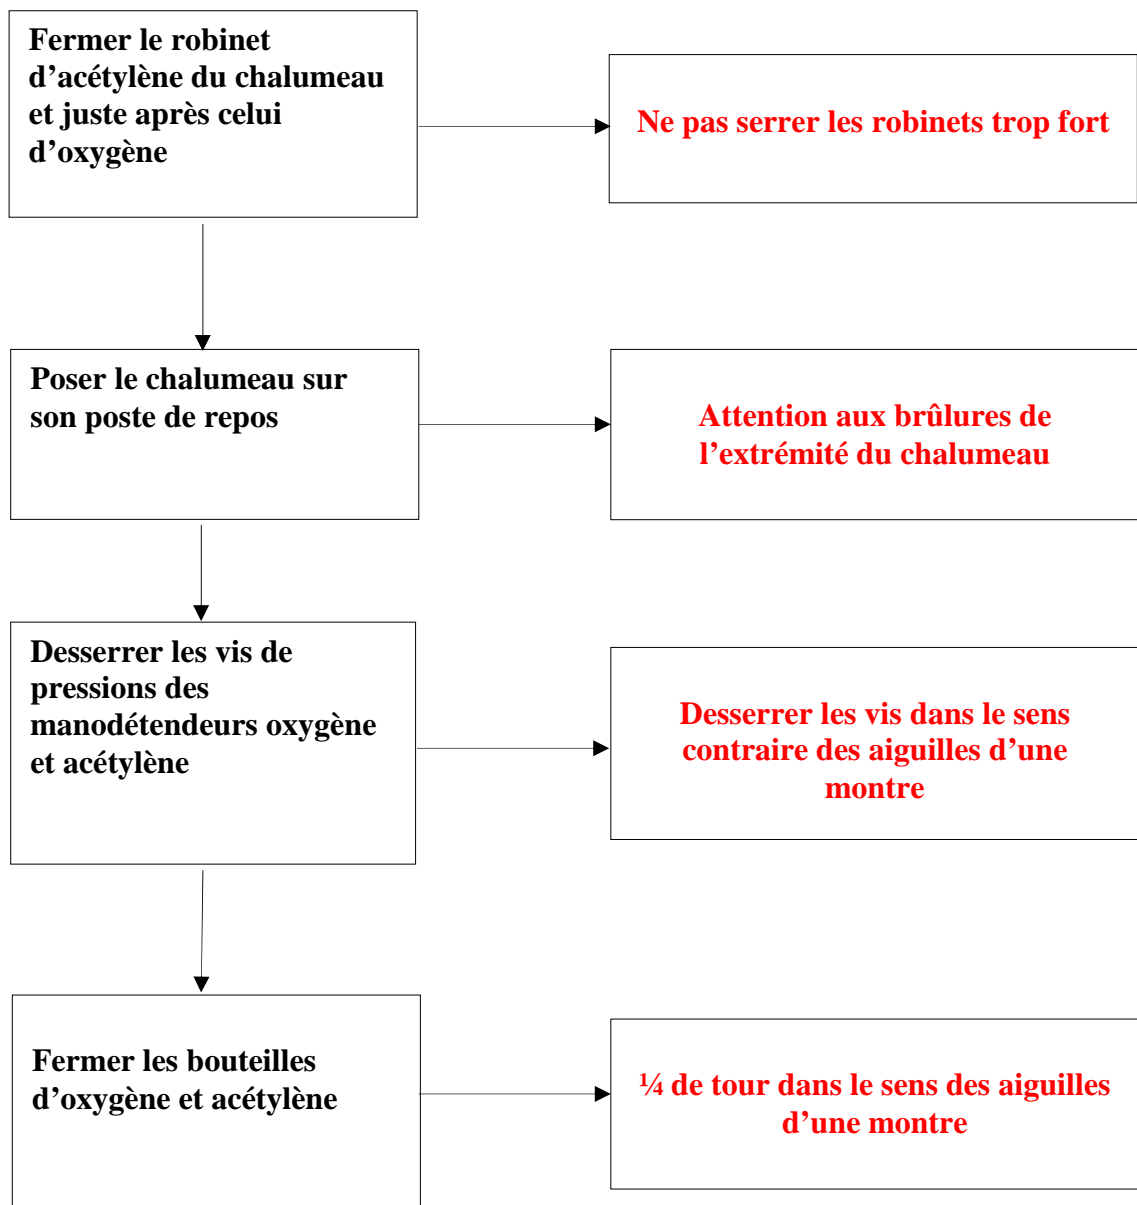 Fermer le robinet
d’acétylène du chalumeau
et juste après celui
d’oxygène
Ne pas serrer les robinets trop fort
Poser le chalumeau sur
son poste de repos
Attention aux brûlures de
l’extrémité du chalumeau
Desserrer les vis de
pressions des
manodétendeurs oxygène
et acétylène
Desserrer les vis dans le sens
contraire des aiguilles d’une
montre
Fermer les bouteilles
d’oxygène et acétylène
¼ de tour dans le sens des aiguilles
d’une montre